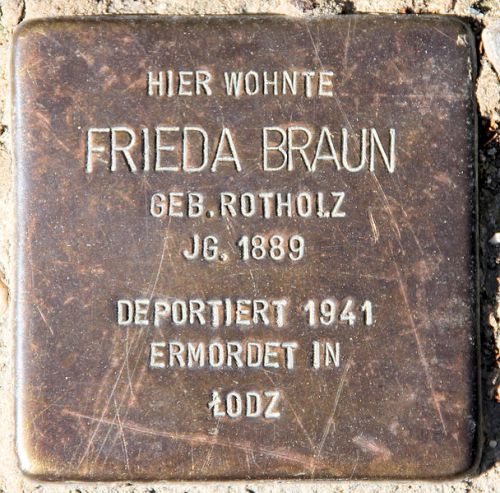 HIER WOHNTE
FRIEDA BRAUN
GEB. ROTHOLZ
JG. 1889
DEPORTIERT 1941
ERMORDET IN
ŁODZ